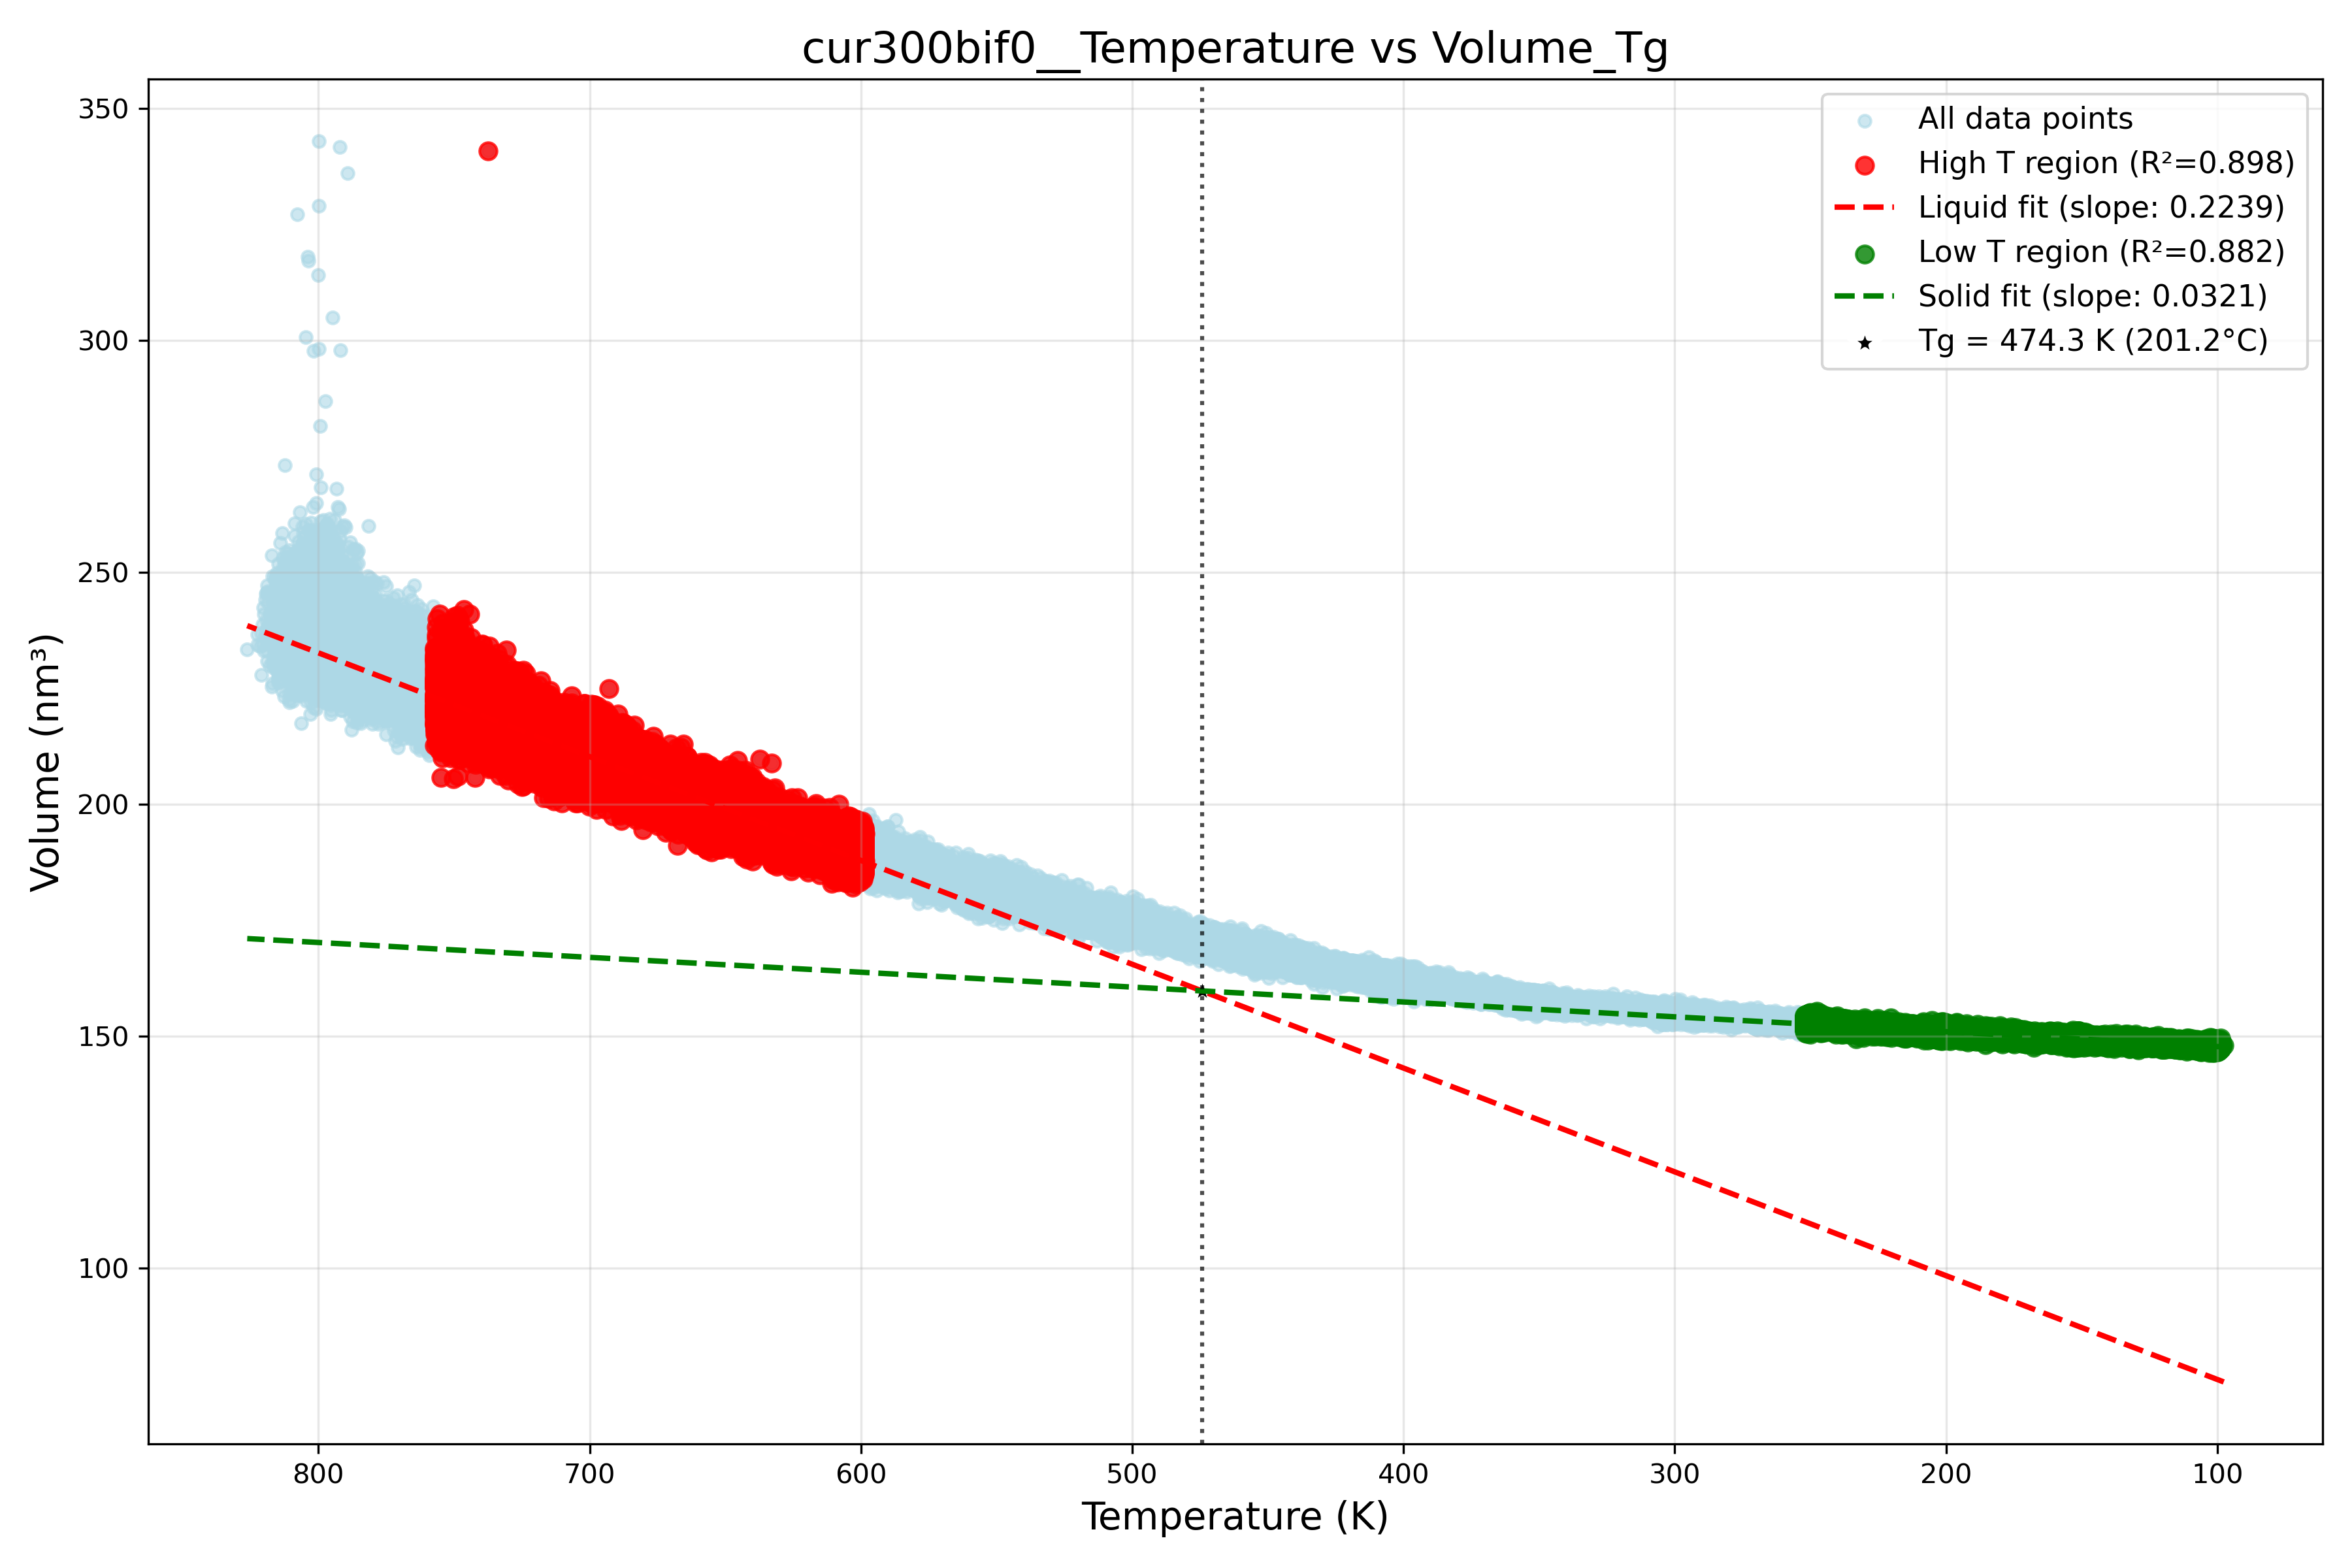 cur300bif0__Temperature vs Volume_Tg
All data points
High T region (R²=0.898)
Liquid fit (slope: 0.2239)
Low T region (R²=0.882)
Solid fit (slope: 0.0321)
Tg = 474.3 K (201.2°C)
Volume (nm³)
350
300
250
200
150
100
800 700 600 500 400 300 200 100
Temperature (K)